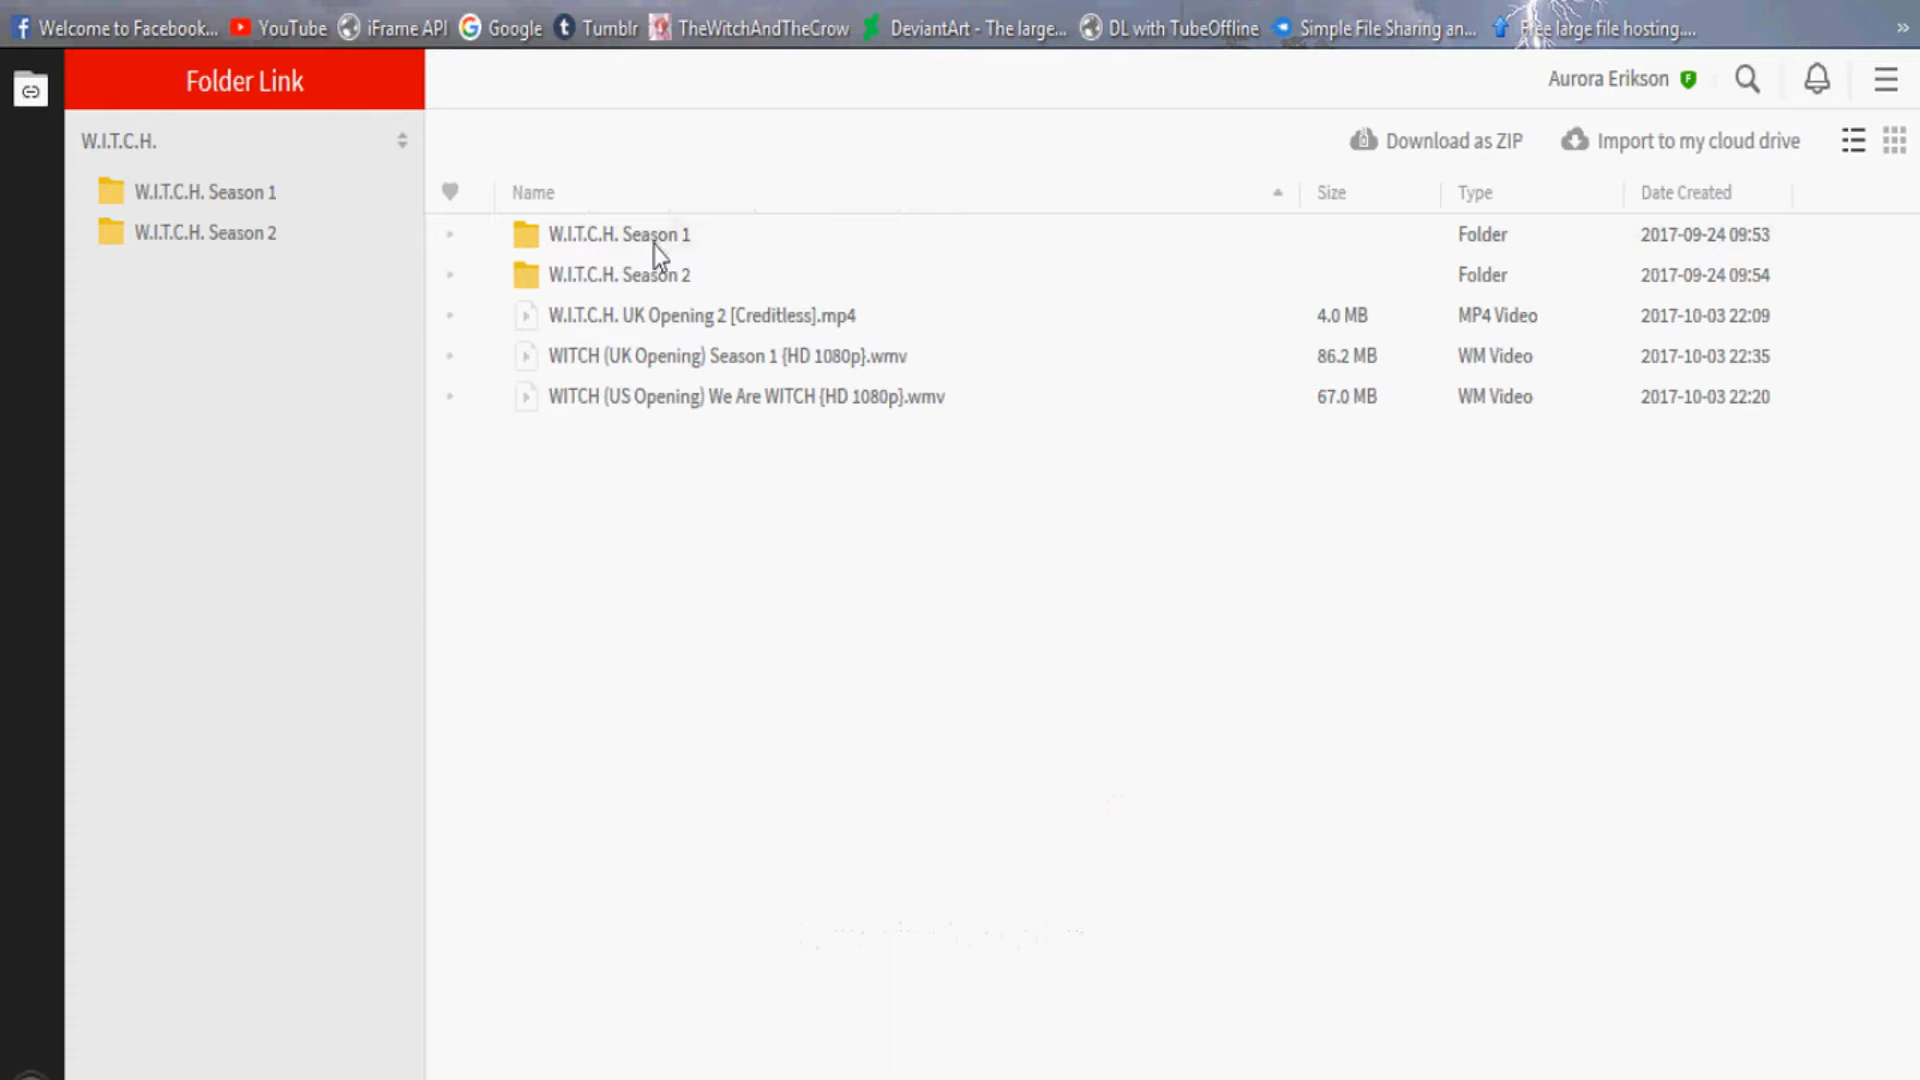 Welcome to Facebook... YouTube iFrame API Google Tumblr TheWitchAndTheCrow DeviantArt - The large... DL with TubeOffline Simple File Sharing an... Free large file hosting.... »
Folder Link
Aurora Erikson
W.I.T.C.H.
Download as ZIP Import to my cloud drive
W.I.T.C.H. Season 1
W.I.T.C.H. Season 2
Name Size Type Date Created
W.I.T.C.H. Season 1 Folder 2017-09-24 09:53
W.I.T.C.H. Season 2 Folder 2017-09-24 09:54
W.I.T.C.H. UK Opening 2 [Creditless].mp4 4.0 MB MP4 Video 2017-10-03 22:09
WITCH (UK Opening) Season 1 {HD 1080p}.wmv 86.2 MB WM Video 2017-10-03 22:35
WITCH (US Opening) We Are WITCH {HD 1080p}.wmv 67.0 MB WM Video 2017-10-03 22:20